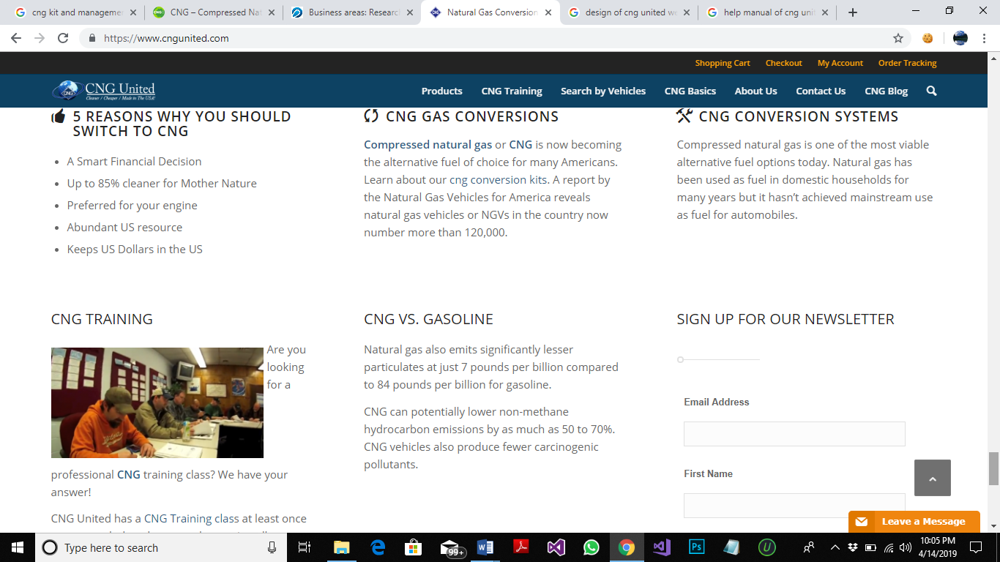 cng kit and managemen
CNG – Compressed Nat
Business areas: Research
Natural Gas Conversion
design of cng united we
help manual of cng unit
https://www.cngunited.com
Shopping Cart Checkout My Account Order Tracking
CNG
CNG United
Cleaner / Cheaper / Made in The USA!
Products CNG Training Search by Vehicles CNG Basics About Us Contact Us CNG Blog
5 REASONS WHY YOU SHOULD
SWITCH TO CNG
A Smart Financial Decision
Up to 85% cleaner for Mother Nature
Preferred for your engine
Abundant US resource
Keeps US Dollars in the US
CNG GAS CONVERSIONS
Compressed natural gas or CNG is now becoming
the alternative fuel of choice for many Americans.
Learn about our cng conversion kits. A report by
the Natural Gas Vehicles for America reveals
natural gas vehicles or NGVs in the country now
number more than 120,000.
CNG CONVERSION SYSTEMS
Compressed natural gas is one of the most viable
alternative fuel options today. Natural gas has
been used as fuel in domestic households for
many years but it hasn’t achieved mainstream use
as fuel for automobiles.
CNG TRAINING
Are you
looking
for a
professional CNG training class? We have your
answer!
CNG United has a CNG Training class at least once
CNG VS. GASOLINE
Natural gas also emits significantly lesser
particulates at just 7 pounds per billion compared
to 84 pounds per billion for gasoline.
CNG can potentially lower non-methane
hydrocarbon emissions by as much as 50 to 70%.
CNG vehicles also produce fewer carcinogenic
pollutants.
SIGN UP FOR OUR NEWSLETTER
Email Address
First Name
Leave a Message
Type here to search
99+
10:05 PM
4/14/2019